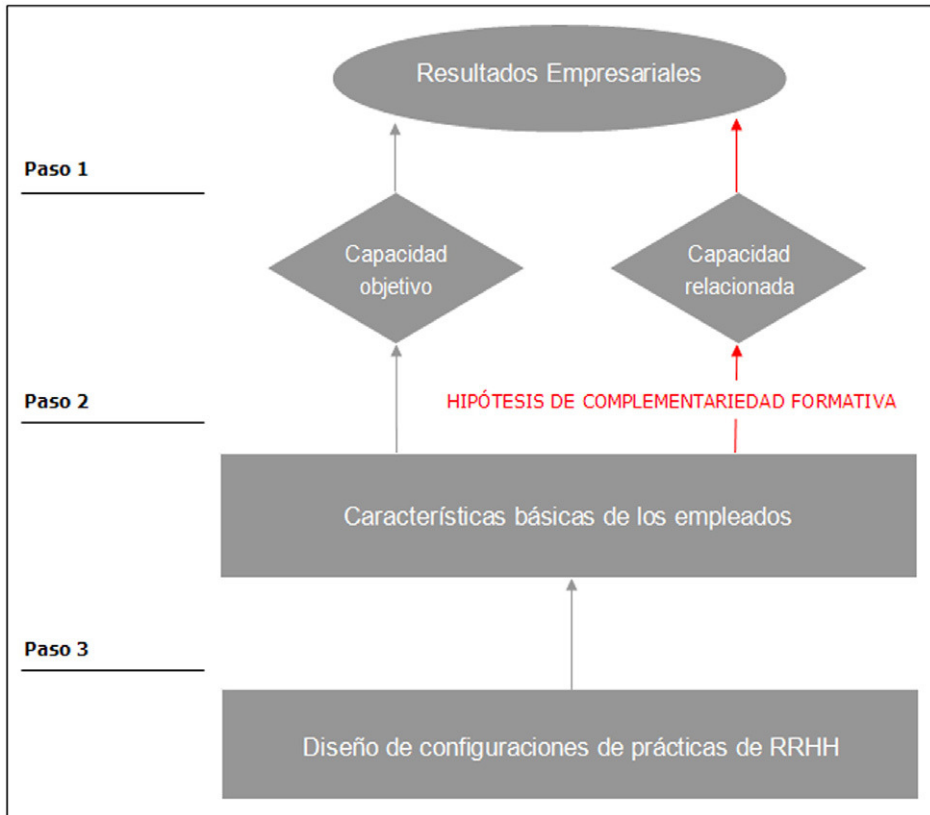 Resultados Empresariales
Paso 1
Capacidad
objetivo
Capacidad
relacionada
Paso 2
HIPÓTESIS DE COMPLEMENTARIEDAD FORMATIVA
Características básicas de los empleados
Paso 3
Diseño de configuraciones de prácticas de RRHH